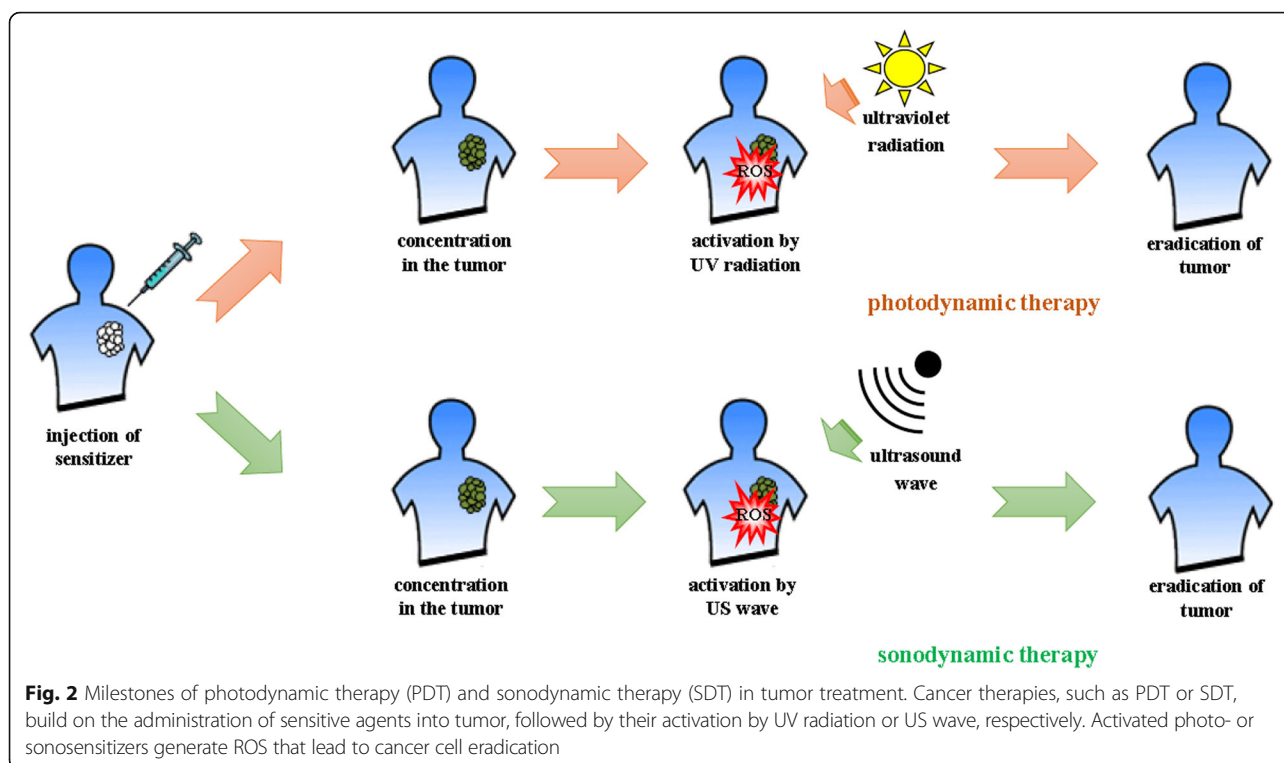 ultraviolet
radiation
ROS
concentration
in the tumor
activation by
UV radiation
eradication of
tumor
photodynamic therapy
injection of
sensitizer
ultrasound
wave
ROS
concentration
in the tumor
activation by
US wave
eradication of
tumor
sonodynamic therapy
Fig. 2 Milestones of photodynamic therapy (PDT) and sonodynamic therapy (SDT) in tumor treatment. Cancer therapies, such as PDT or SDT,
build on the administration of sensitive agents into tumor, followed by their activation by UV radiation or US wave, respectively. Activated photo- or
sonosensitizers generate ROS that lead to cancer cell eradication